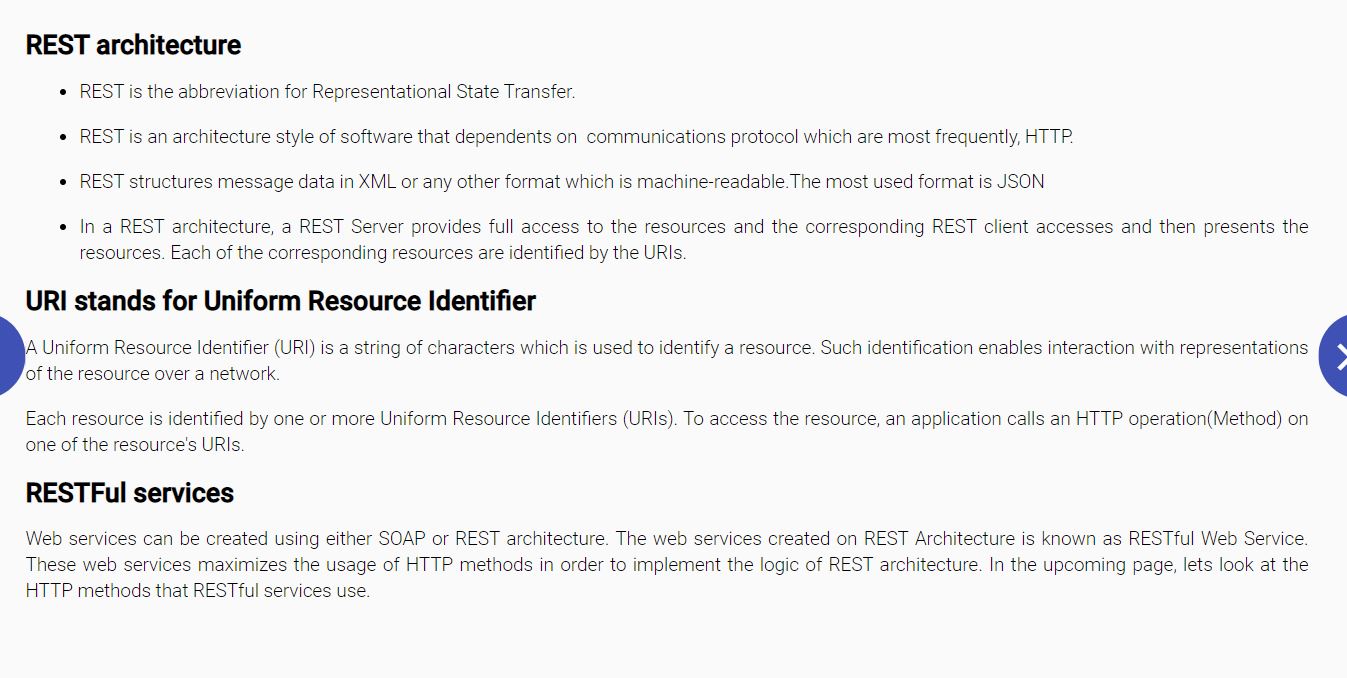 REST architecture
• REST is the abbreviation for Representational State Transfer.
• REST is an architecture style of software that dependents on  communications protocol which are most frequently, HTTP.
• REST structures message data in XML or any other format which is machine-readable.The most used format is JSON
• In a REST architecture, a REST Server provides full access to the resources and the corresponding REST client accesses and then presents the
resources. Each of the corresponding resources are identified by the URIs.
URI stands for Uniform Resource Identifier
A Uniform Resource Identifier (URI) is a string of characters which is used to identify a resource. Such identification enables interaction with representations
of the resource over a network.
Each resource is identified by one or more Uniform Resource Identifiers (URIs). To access the resource, an application calls an HTTP operation(Method) on
one of the resource's URIs.
RESTFul services
Web services can be created using either SOAP or REST architecture. The web services created on REST Architecture is known as RESTful Web Service.
These web services maximizes the usage of HTTP methods in order to implement the logic of REST architecture. In the upcoming page, lets look at the
HTTP methods that RESTful services use.